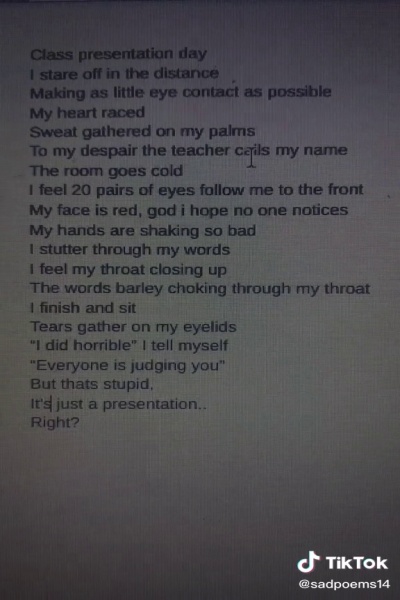 Class presentation day
I stare off in the distance
Making as little eye contact as possible
My heart raced
Sweat gathered on my palms
To my despair the teacher calls my name
The room goes cold
I feel 20 pairs of eyes follow me to the front
My face is red, god i hope no one notices
My hands are shaking so bad
I stutter through my words
I feel my throat closing up
The words barley choking through my throat
I finish and sit
Tears gather on my eyelids
"I did horrible" I tell myself
"Everyone is judging you"
But thats stupid,
It's just a presentation..
Right?
TikTok
@sadpoems14